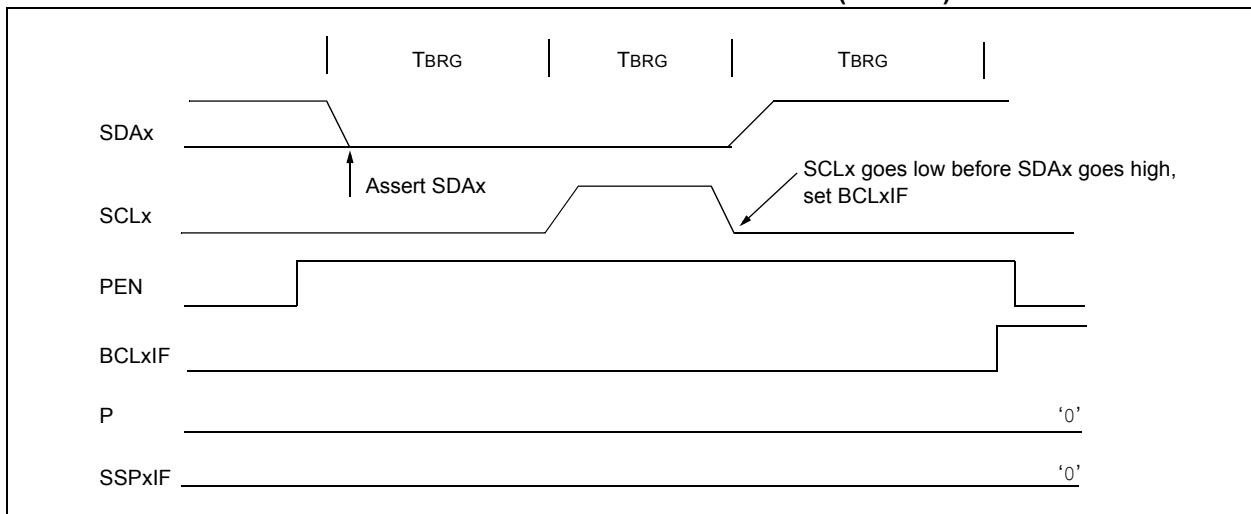 TBRG TBRG TBRG
SDAx
Assert SDAx
SCLx goes low before SDAx goes high,
set BCLxIF
SCLx
PEN
BCLxIF
P ‘0’
SSPxIF ‘0’